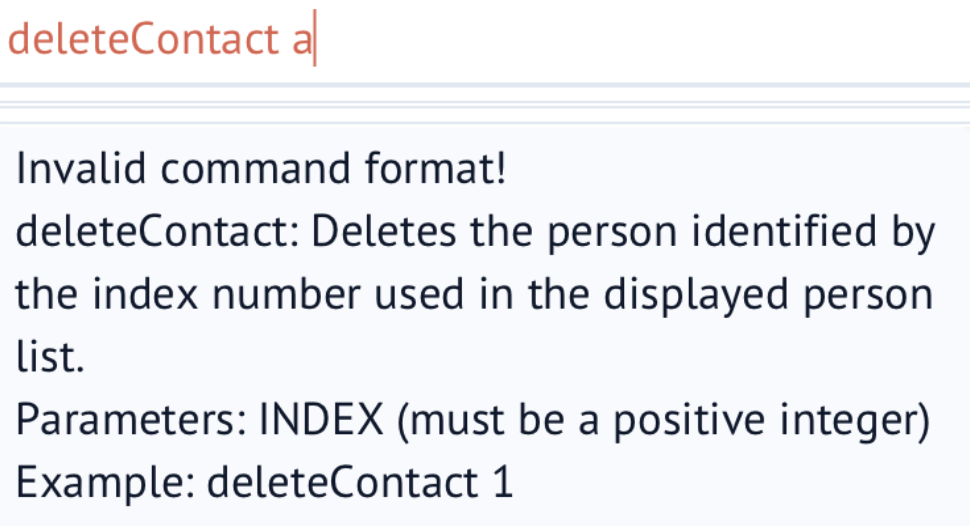 deleteContact a
Invalid command format!
deleteContact: Deletes the person identified by
the index number used in the displayed person
list.
Parameters: INDEX (must be a positive integer)
Example: deleteContact 1